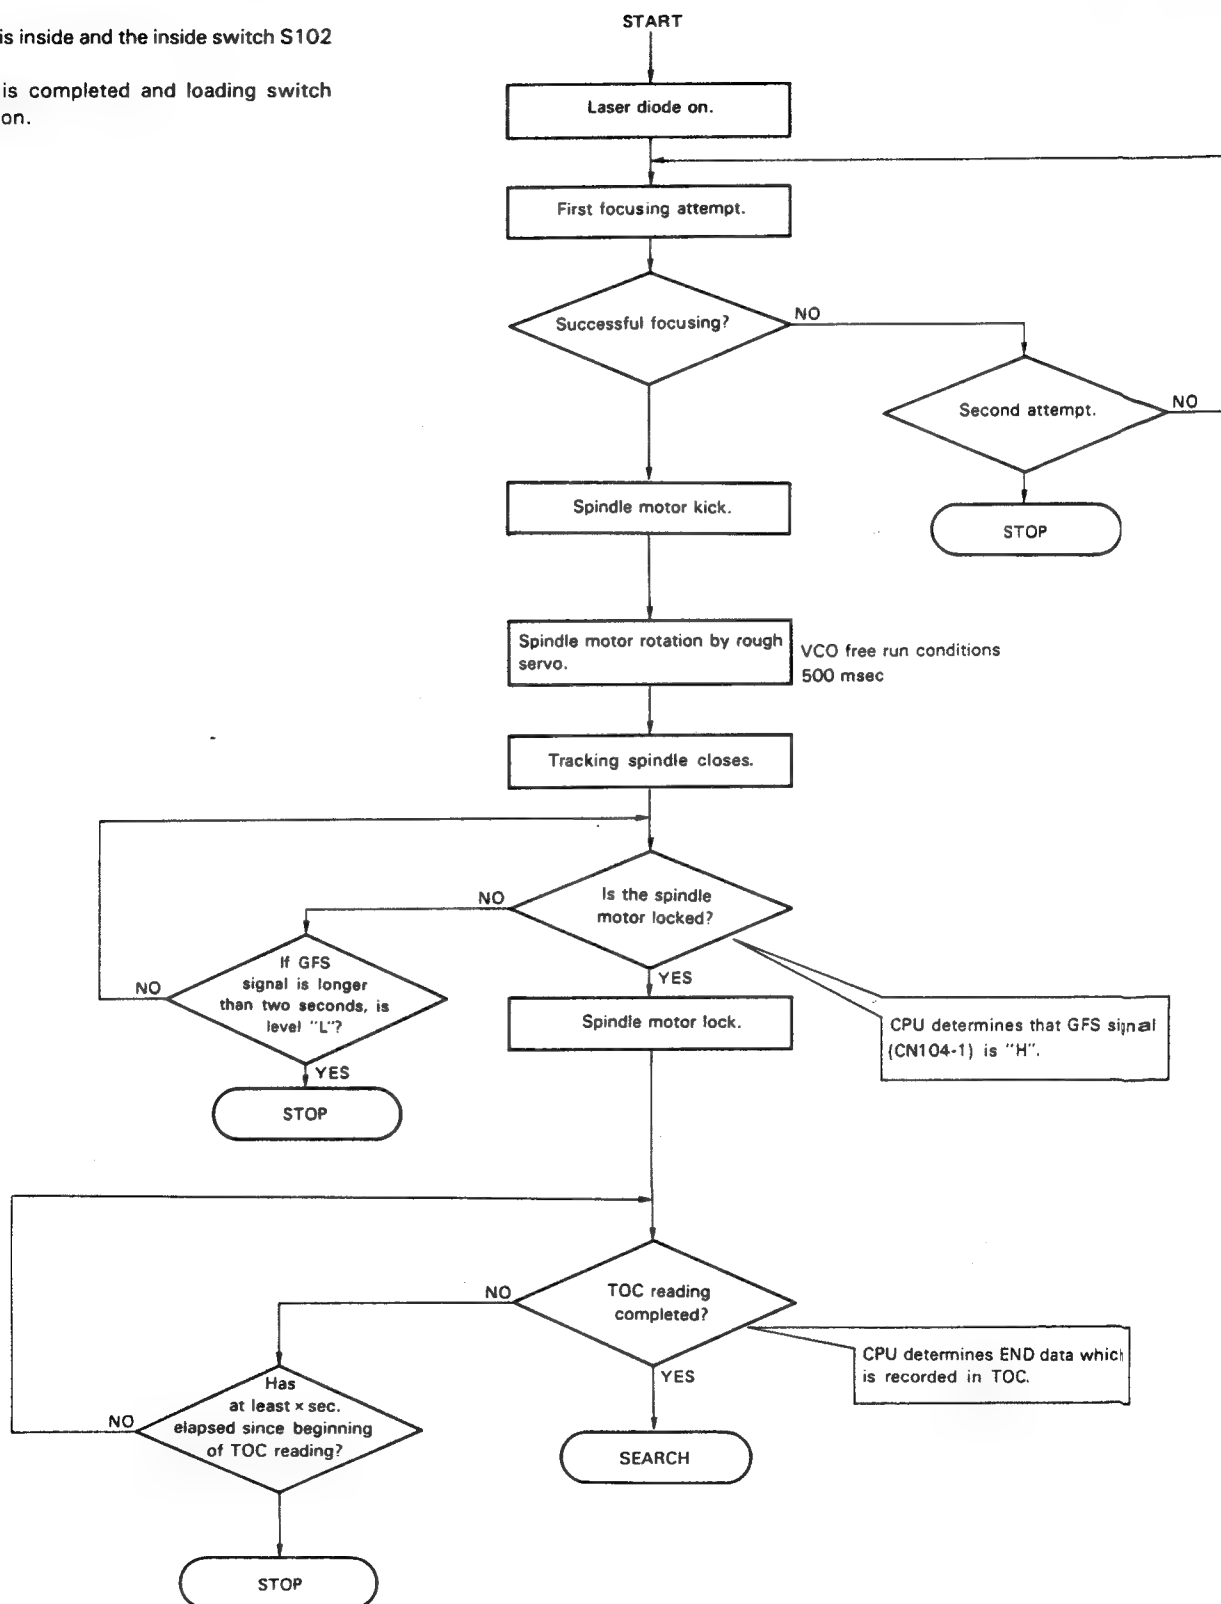 is inside and the inside switch S102
is completed and loading switch
on.
START
Laser diode on.
First focusing attempt.
Successful focusing?
NO
Second attempt.
NO
STOP
Spindle motor kick.
Spindle motor rotation by rough
servo.
VCO free run conditions
500 msec
Tracking spindle closes.
Is the spindle
motor locked?
NO
If GFS
signal is longer
than two seconds, is
level "L"?
NO
YES
STOP
YES
Spindle motor lock.
CPU determines that GFS signal
(CN104-1) is "H".
TOC reading
completed?
NO
CPU determines END data which
is recorded in TOC.
Has
at least × sec.
elapsed since beginning
of TOC reading?
NO
YES
SEARCH
STOP